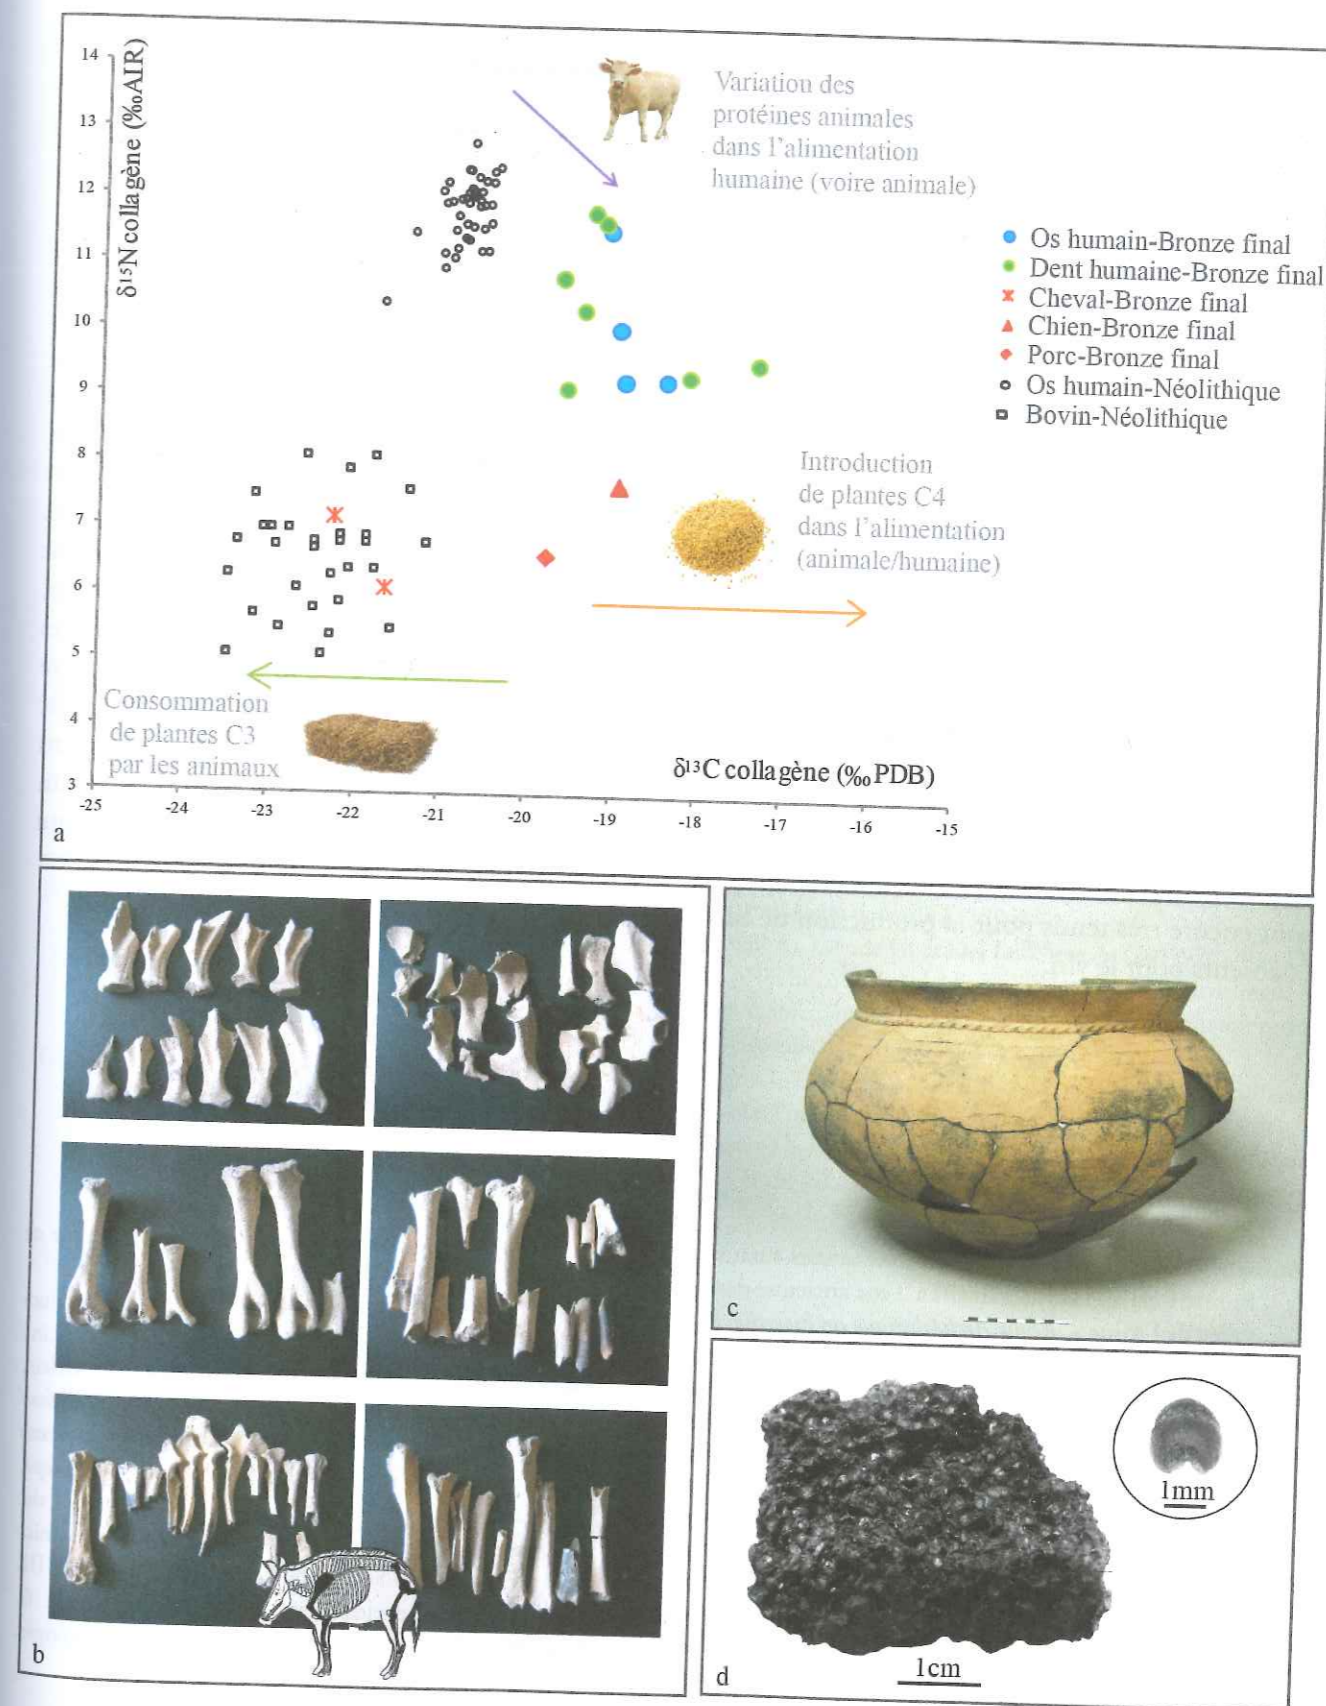 14
13
12
11
10
9
8
7
6
5
4
3
δ¹⁵N collagène (‰AIR)
Variation des
protéines animales
dans l'alimentation
humaine (voire animale)
Os humain-Bronze final
Dent humaine-Bronze final
Cheval-Bronze final
Chien-Bronze final
Porc-Bronze final
Os humain-Néolithique
Bovin-Néolithique
Introduction
de plantes C4
dans l'alimentation
(animale/humaine)
Consommation
de plantes C3
par les animaux
δ¹³C collagène (‰PDB)
-25 -24 -23 -22 -21 -20 -19 -18 -17 -16 -15
a
b
c
1mm
d
1cm